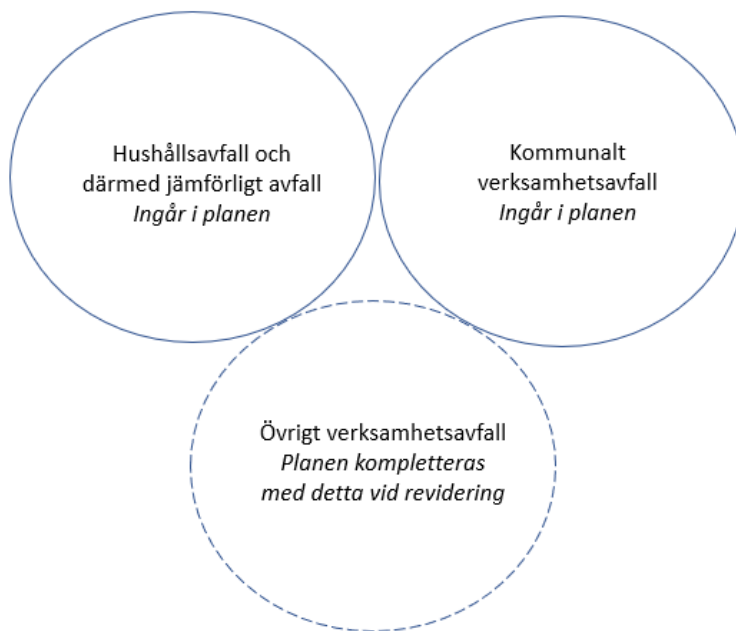 Hushållsavfall och
därmed jämförligt avfall
Ingår i planen
Kommunalt
verksamhetsavfall
Ingår i planen
Övrigt verksamhetsavfall
Planen kompletteras
med detta vid revidering